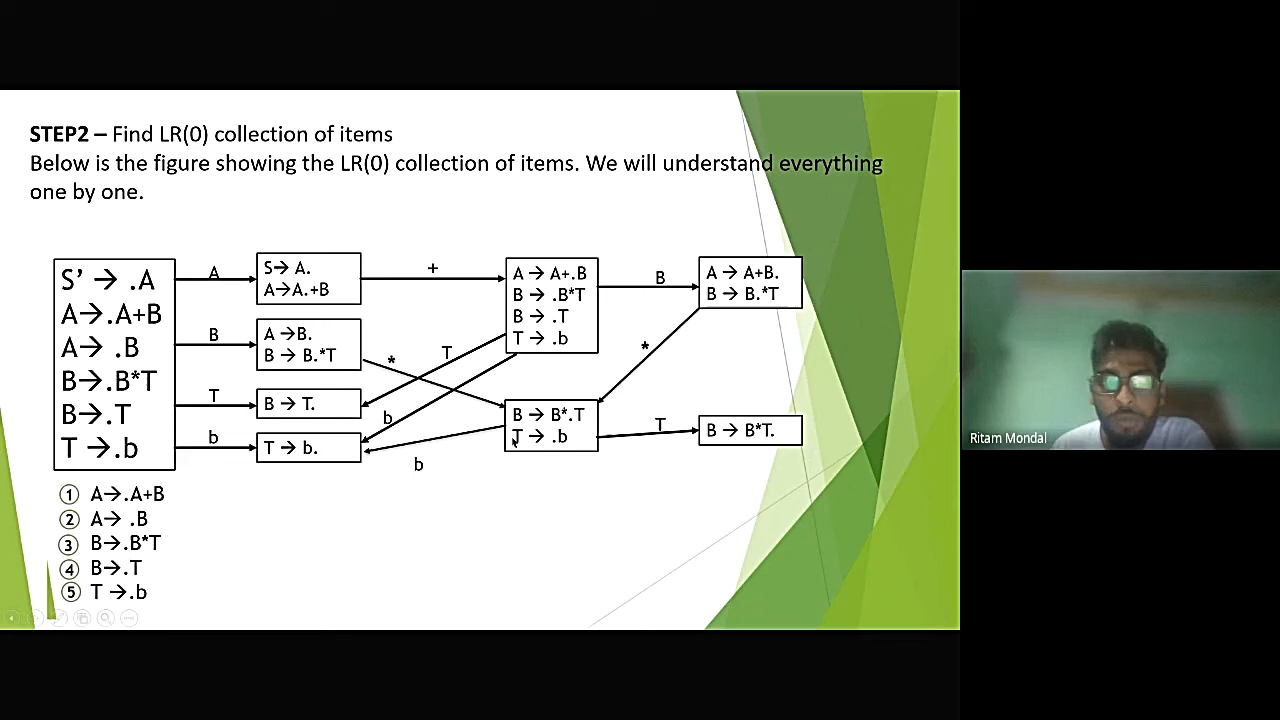 STEP2 – Find LR(0) collection of items
Below is the figure showing the LR(0) collection of items. We will understand everything
one by one.
S' → .A
A→.A+B
A→ .B
B→.B*T
B→.T
T →.b
A
B
T
b
S→ A.
A→A.+B
A →B.
B → B.*T
B → T.
T → b.
+
*
T
b
b
A → A+.B
B → .B*T
B → .T
T → .b
B → B*.T
T → .b
B
*
T
A → A+B.
B → B.*T
B → B*T.
1 A→.A+B
2 A→ .B
3 B→.B*T
4 B→.T
5 T →.b
Ritam Mondal